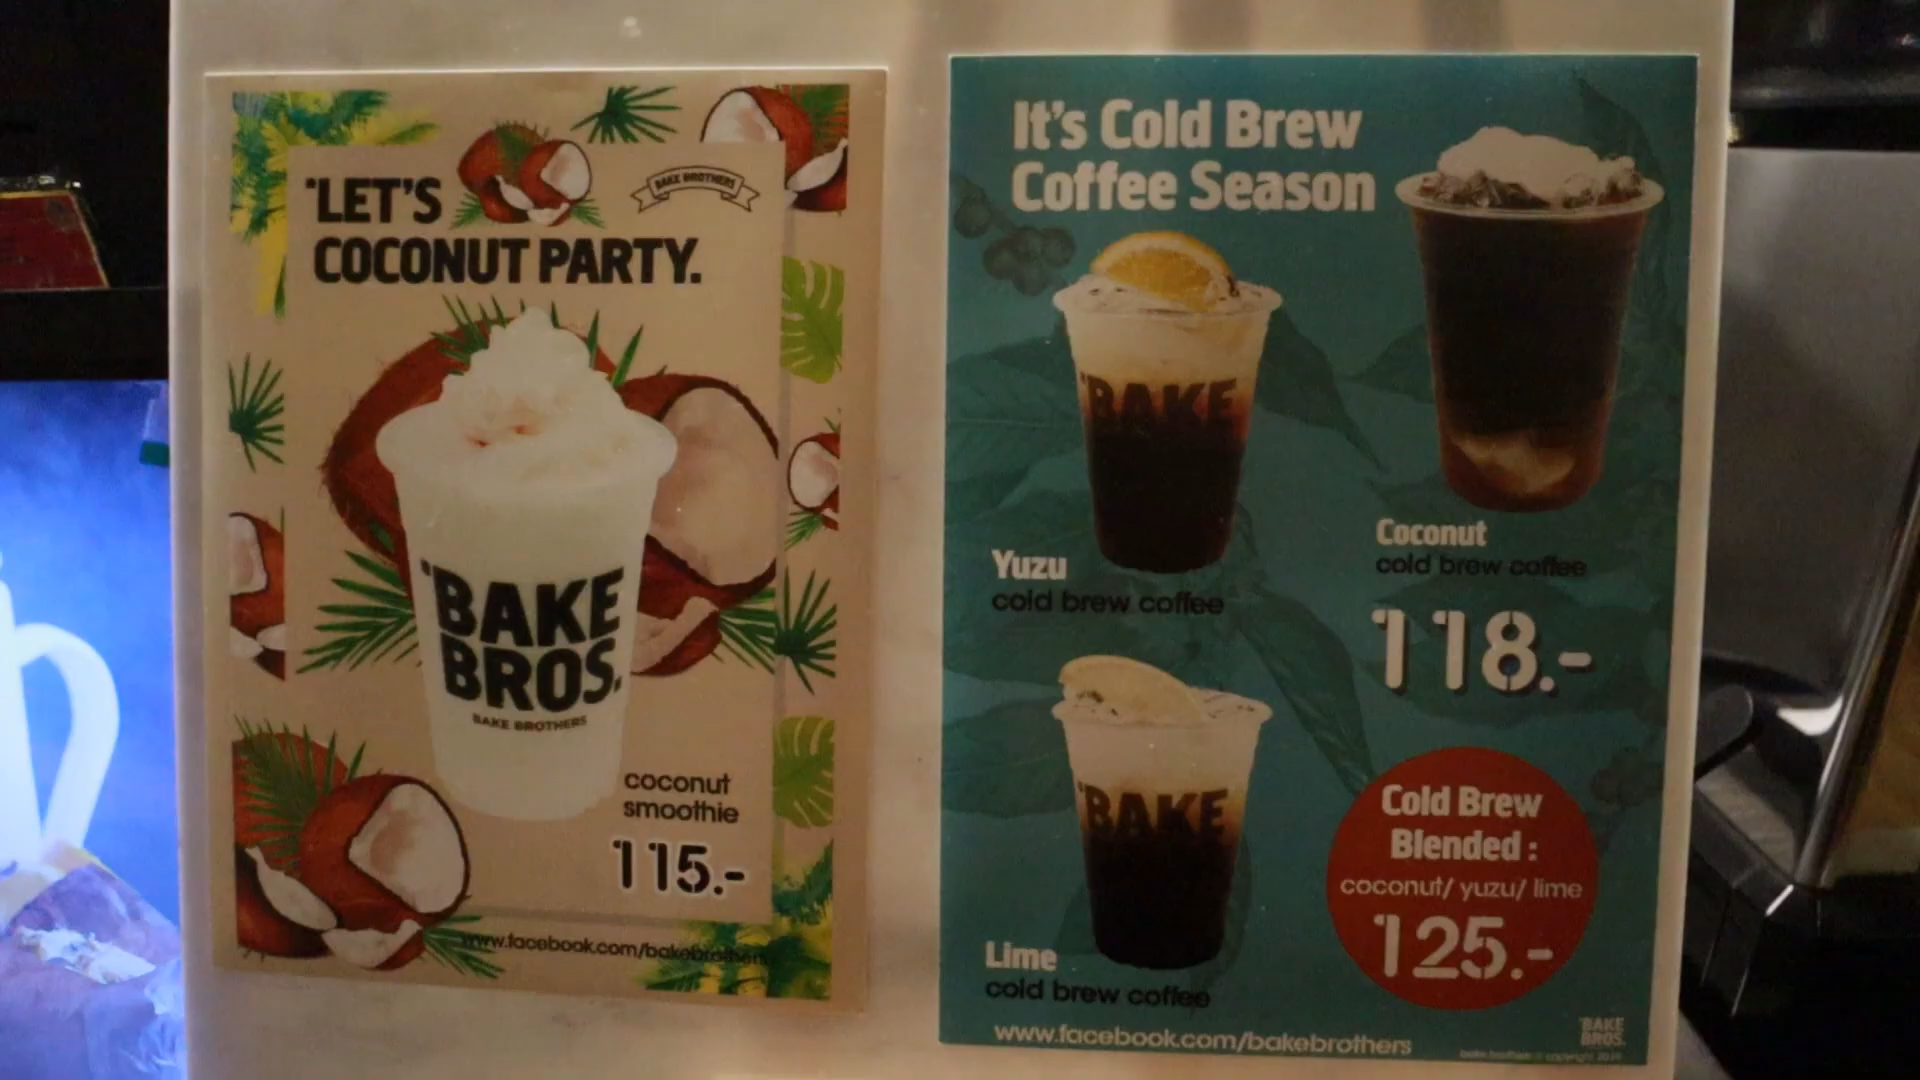 'LET'S
COCONUT PARTY.
BAKE BROTHERS
'BAKE
BROS.
BAKE BROTHERS
coconut
smoothie
115.-
www.facebook.com/bakebrothers
It's Cold Brew
Coffee Season
'BAKE
Yuzu
cold brew coffee
Coconut
cold brew coffee
118.-
'BAKE
Lime
cold brew coffee
Cold Brew
Blended :
coconut/ yuzu/ lime
125.-
www.facebook.com/bakebrothers
'BAKE
BROS.